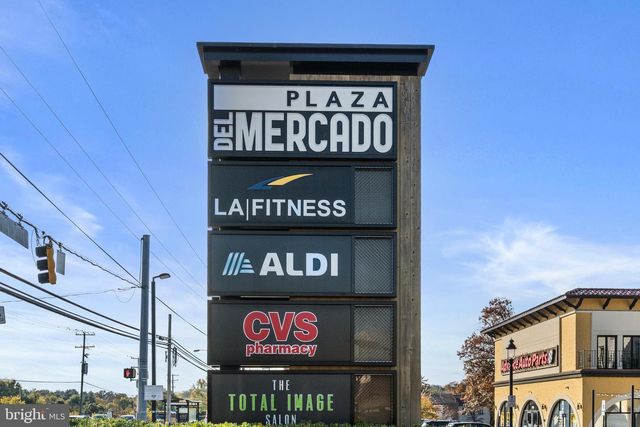 PLAZA
DEL MERCADO
LA|FITNESS
ALDI
CVS
pharmacy
THE
TOTAL IMAGE
SALON
Auto Parts
bright MLS